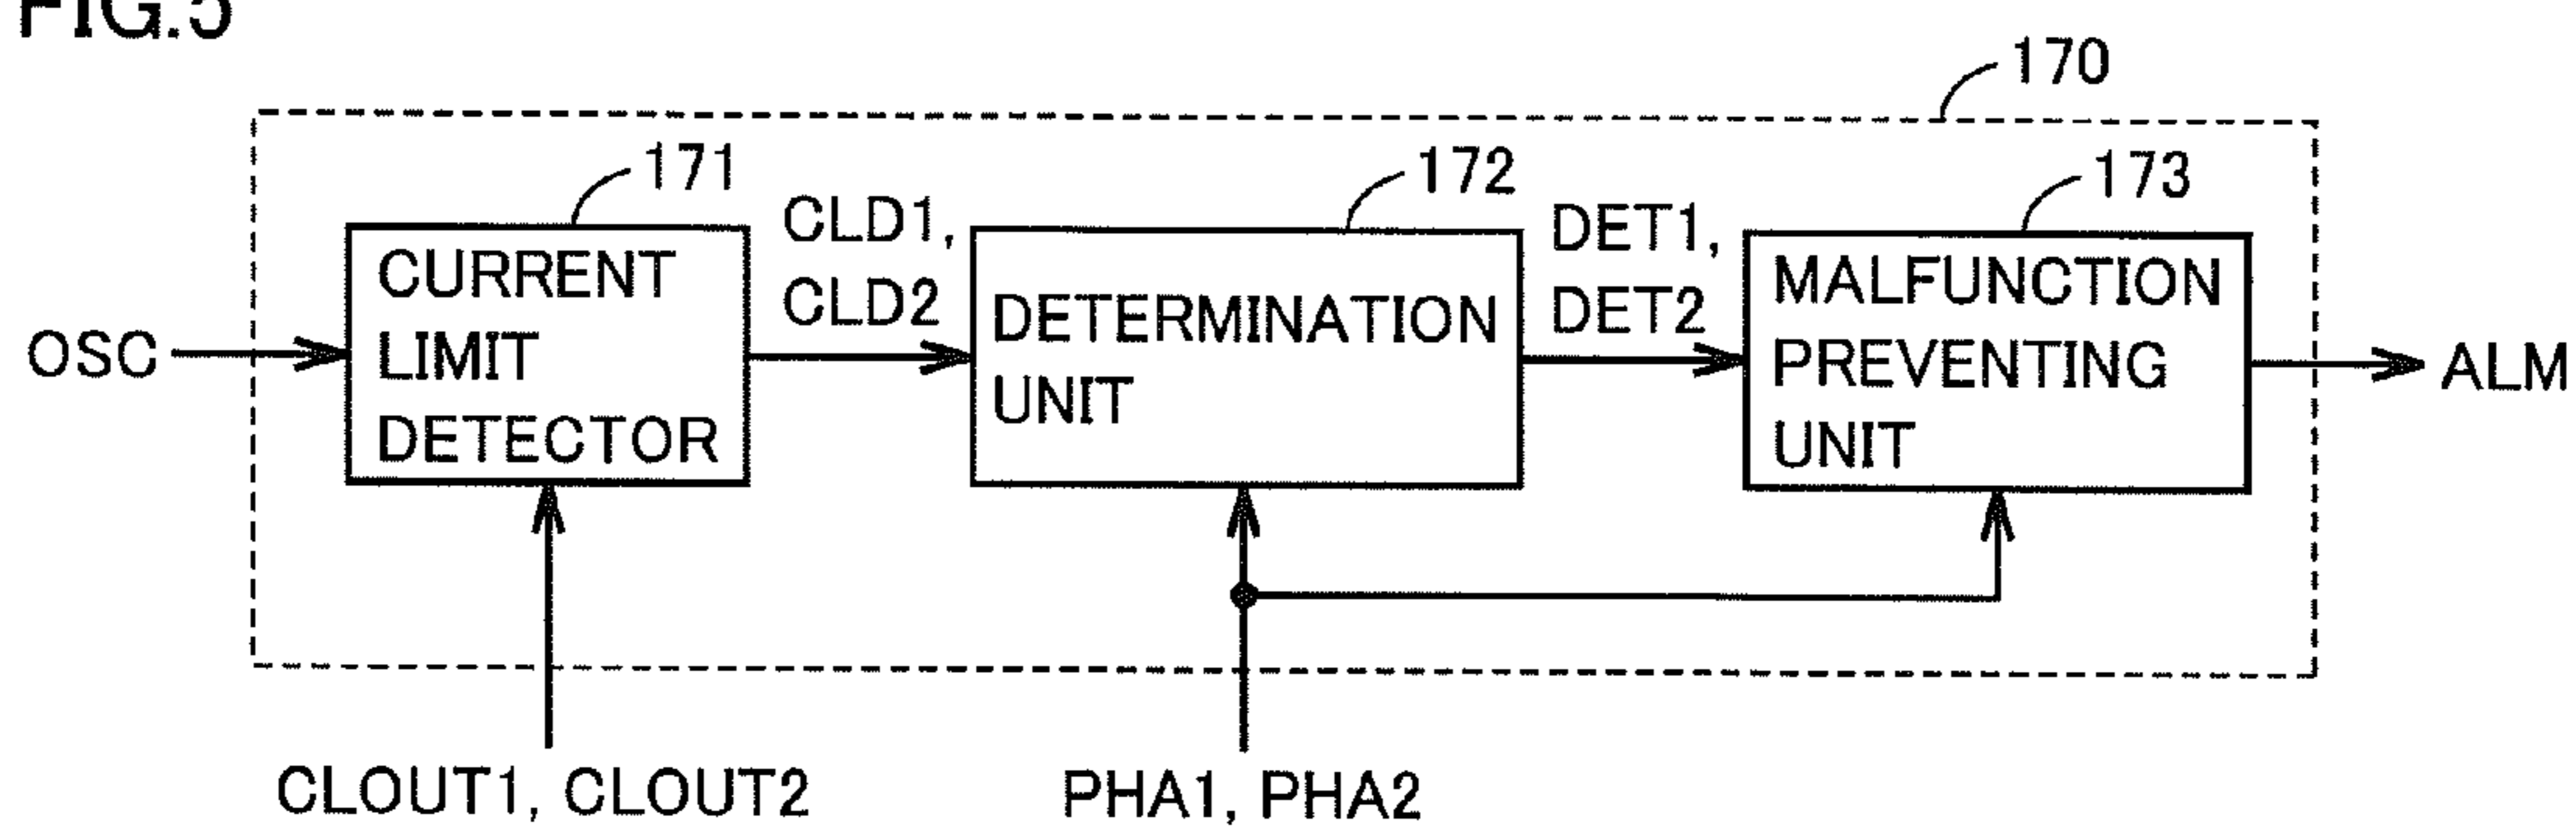 FIG.5
170
171
172
173
CURRENT
LIMIT
DETECTOR
CLD1,
CLD2
DETERMINATION
UNIT
DET1,
DET2
MALFUNCTION
PREVENTING
UNIT
OSC
ALM
CLOUT1, CLOUT2
PHA1, PHA2